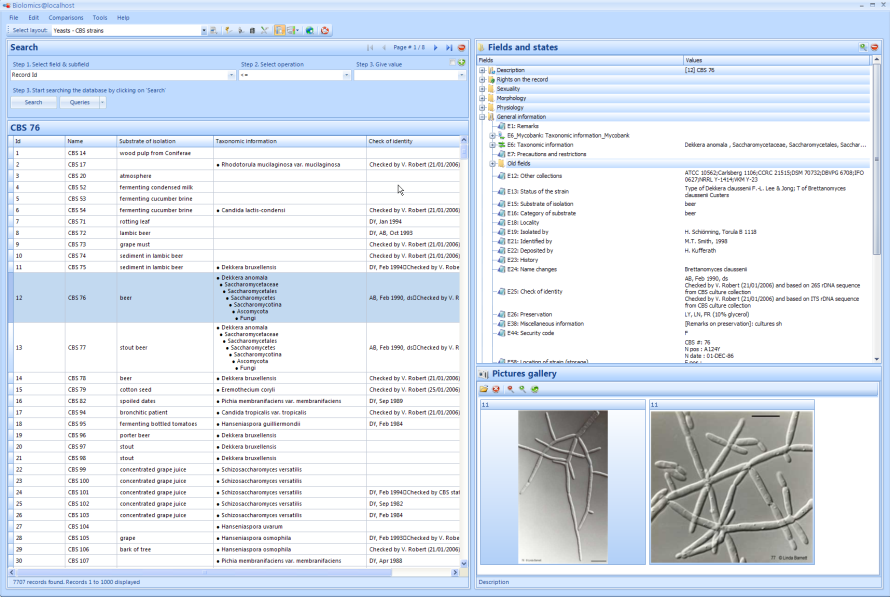 Biolomics@localhost
File Edit Comparisons Tools Help
Select layout: Yeasts - CBS strains
Search
Page # 1 / 8
Step 1. Select field & subfield
Step 2. Select operation
Step 3. Give value
Record Id
<=
Step 3. Start searching the database by clicking on 'Search'
Search
Queries
CBS 76
Id Name Substrate of isolation Taxonomic information Check of identity
1 CBS 14 wood pulp from Coniferae
2 CBS 17 Rhodotorula mucilaginosa var. mucilaginosa Checked by V. Robert (21/01/2006)
3 CBS 20 atmosphere
4 CBS 52 fermenting condensed milk
5 CBS 53 fermenting cucumber brine
6 CBS 54 fermenting cucumber brine Candida lactis-condensi Checked by V. Robert (21/01/2006)
7 CBS 71 rotting leaf DY, Jan 1994
8 CBS 72 lambic beer DY, AB, Oct 1993
9 CBS 73 grape must Checked by V. Robert (21/01/2006)
10 CBS 74 sediment in lambic beer Checked by V. Robert (21/01/2006)
11 CBS 75 sediment in lambic beer Dekkera bruxellensis DY, Feb 1994□Checked by V. Robe
Dekkera anomala
Saccharomycetaceae
Saccharomycetales
12 CBS 76 beer Saccharomycetes AB, Feb 1990, ds□Checked by V. R
Saccharomycotina
Ascomycota
Fungi
Dekkera anomala
Saccharomycetaceae
Saccharomycetales
13 CBS 77 stout beer Saccharomycetes AB, Feb 1990, ds□Checked by V. R
Saccharomycotina
Ascomycota
Fungi
14 CBS 78 beer Dekkera bruxellensis Checked by V. Robert (21/01/2006)
15 CBS 79 cotton seed Eremothecium coryli Checked by V. Robert (25/01/2006)
16 CBS 82 spoiled dates Pichia membranifaciens var. membranifaciens DY, Sep 1989
17 CBS 94 bronchitic patient Candida tropicalis var. tropicalis Checked by V. Robert (21/01/2006)
18 CBS 95 fermenting bottled tomatoes Hanseniaspora guilliermondii DY, Feb 1984
19 CBS 96 porter beer Dekkera bruxellensis
20 CBS 97 stout Dekkera bruxellensis
21 CBS 98 stout Dekkera bruxellensis
22 CBS 99 concentrated grape juice Schizosaccharomyces versatilis
23 CBS 100 concentrated grape juice Schizosaccharomyces versatilis
24 CBS 101 concentrated grape juice Schizosaccharomyces versatilis DY, Feb 1994□Checked by CBS stat
25 CBS 102 concentrated grape juice Schizosaccharomyces versatilis DY, Sep 1982
26 CBS 103 concentrated grape juice Schizosaccharomyces versatilis DY, Feb 1984
27 CBS 104 Hanseniaspora uvarum
28 CBS 105 grape Hanseniaspora osmophila DY, Feb 1993□Checked by V. Robe
29 CBS 106 bark of tree Hanseniaspora osmophila Checked by V. Robert (21/01/2006)
30 CBS 107 Pichia membranifaciens var. membranifaciens DY, Apr 1988
7707 records found. Records 1 to 1000 displayed
Fields and states
Fields Values
Description [12] CBS 76
Rights on the record
Sexuality
Morphology
Physiology
General information
E1: Remarks
E6_Mycobank: Taxonomic information_Mycobank
E6: Taxonomic information Dekkera anomala , Saccharomycetaceae, Saccharomycetales, Sacchar...
E7: Precautions and restrictions
Old fields
E12: Other collections ATCC 10562;Carlsberg 1106;CCRC 21515;DSM 70732;DBVPG 6708;IFO
0627;NRRL Y-1414;VKM Y-23
E13: Status of the strain Type of Dekkera claussenii F.-L. Lee & Jong; T of Brettanomyces
claussenii Custers
E15: Substrate of isolation beer
E16: Category of substrate beer
E18: Locality
E19: Isolated by H. Schönning, Torula B 1118
E21: Identified by M.T. Smith, 1998
E22: Deposited by H. Kufferath
E23: History
E24: Name changes Brettanomyces claussenii
AB, Feb 1990, ds
E25: Check of identity Checked by V. Robert (21/01/2006) and based on 26S rDNA sequence
from CBS culture collection
Checked by V. Robert (21/01/2006) and based on ITS rDNA sequence
from CBS culture collection
E26: Preservation LY, LN, FR (10% glycerol)
E38: Miscellaneous information [Remarks on preservation]: cultures sh
E44: Security code F
CBS #: 76
N pos : A124Y
N date : 01-DEC-86
E58: Location of strain (storage)
Pictures gallery
11
11
77 © Linda Barnett
Description